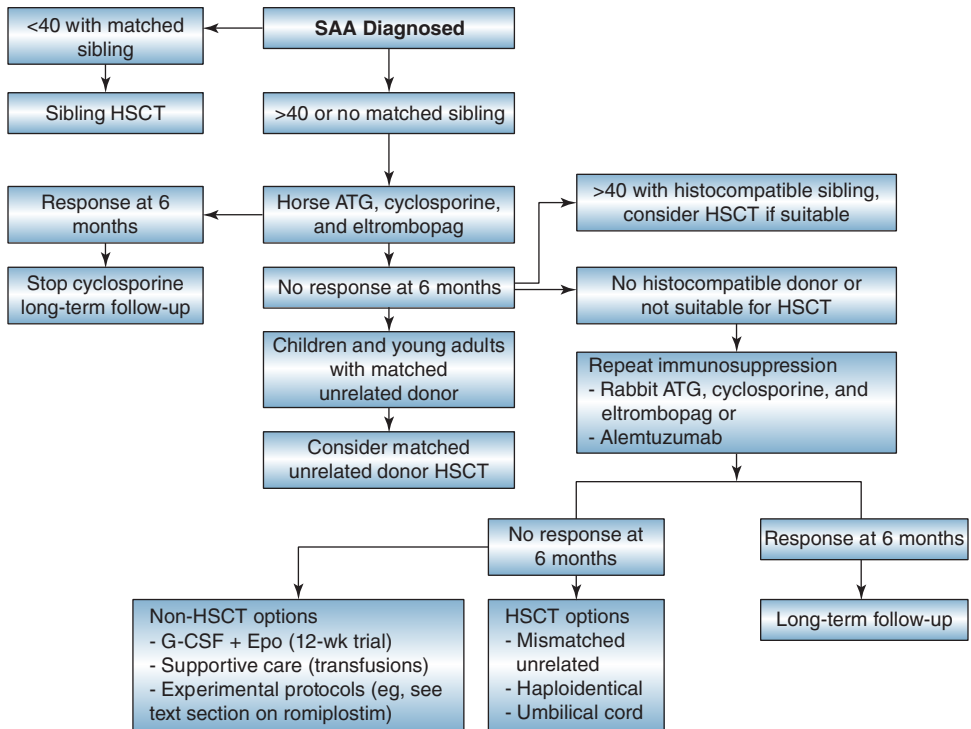 <40 with matched
sibling
SAA Diagnosed
Sibling HSCT
>40 or no matched sibling
Response at 6
months
Horse ATG, cyclosporine,
and eltrombopag
>40 with histocompatible sibling,
consider HSCT if suitable
Stop cyclosporine
long-term follow-up
No response at 6 months
No histocompatible donor or
not suitable for HSCT
Children and young adults
with matched
unrelated donor
Consider matched
unrelated donor HSCT
Repeat immunosuppression
- Rabbit ATG, cyclosporine, and
eltrombopag or
- Alemtuzumab
No response at
6 months
Response at 6 months
Non-HSCT options
- G-CSF + Epo (12-wk trial)
- Supportive care (transfusions)
- Experimental protocols (eg, see
text section on romiplostim)
HSCT options
- Mismatched
unrelated
- Haploidentical
- Umbilical cord
Long-term follow-up